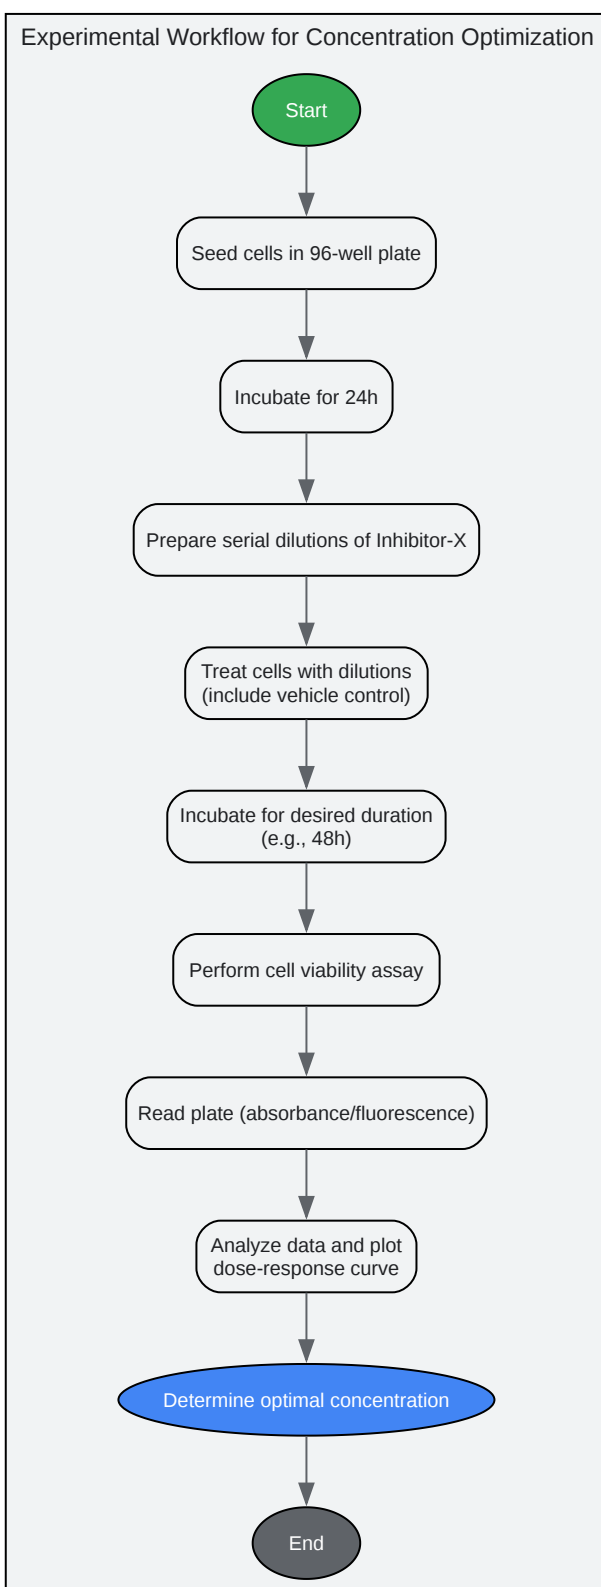 Experimental Workflow for Concentration Optimization
Start
Seed cells in 96-well plate
Incubate for 24h
Prepare serial dilutions of Inhibitor-X
Treat cells with dilutions
(include vehicle control)
Incubate for desired duration
(e.g., 48h)
Perform cell viability assay
Read plate (absorbance/fluorescence)
Analyze data and plot
dose-response curve
Determine optimal concentration
End